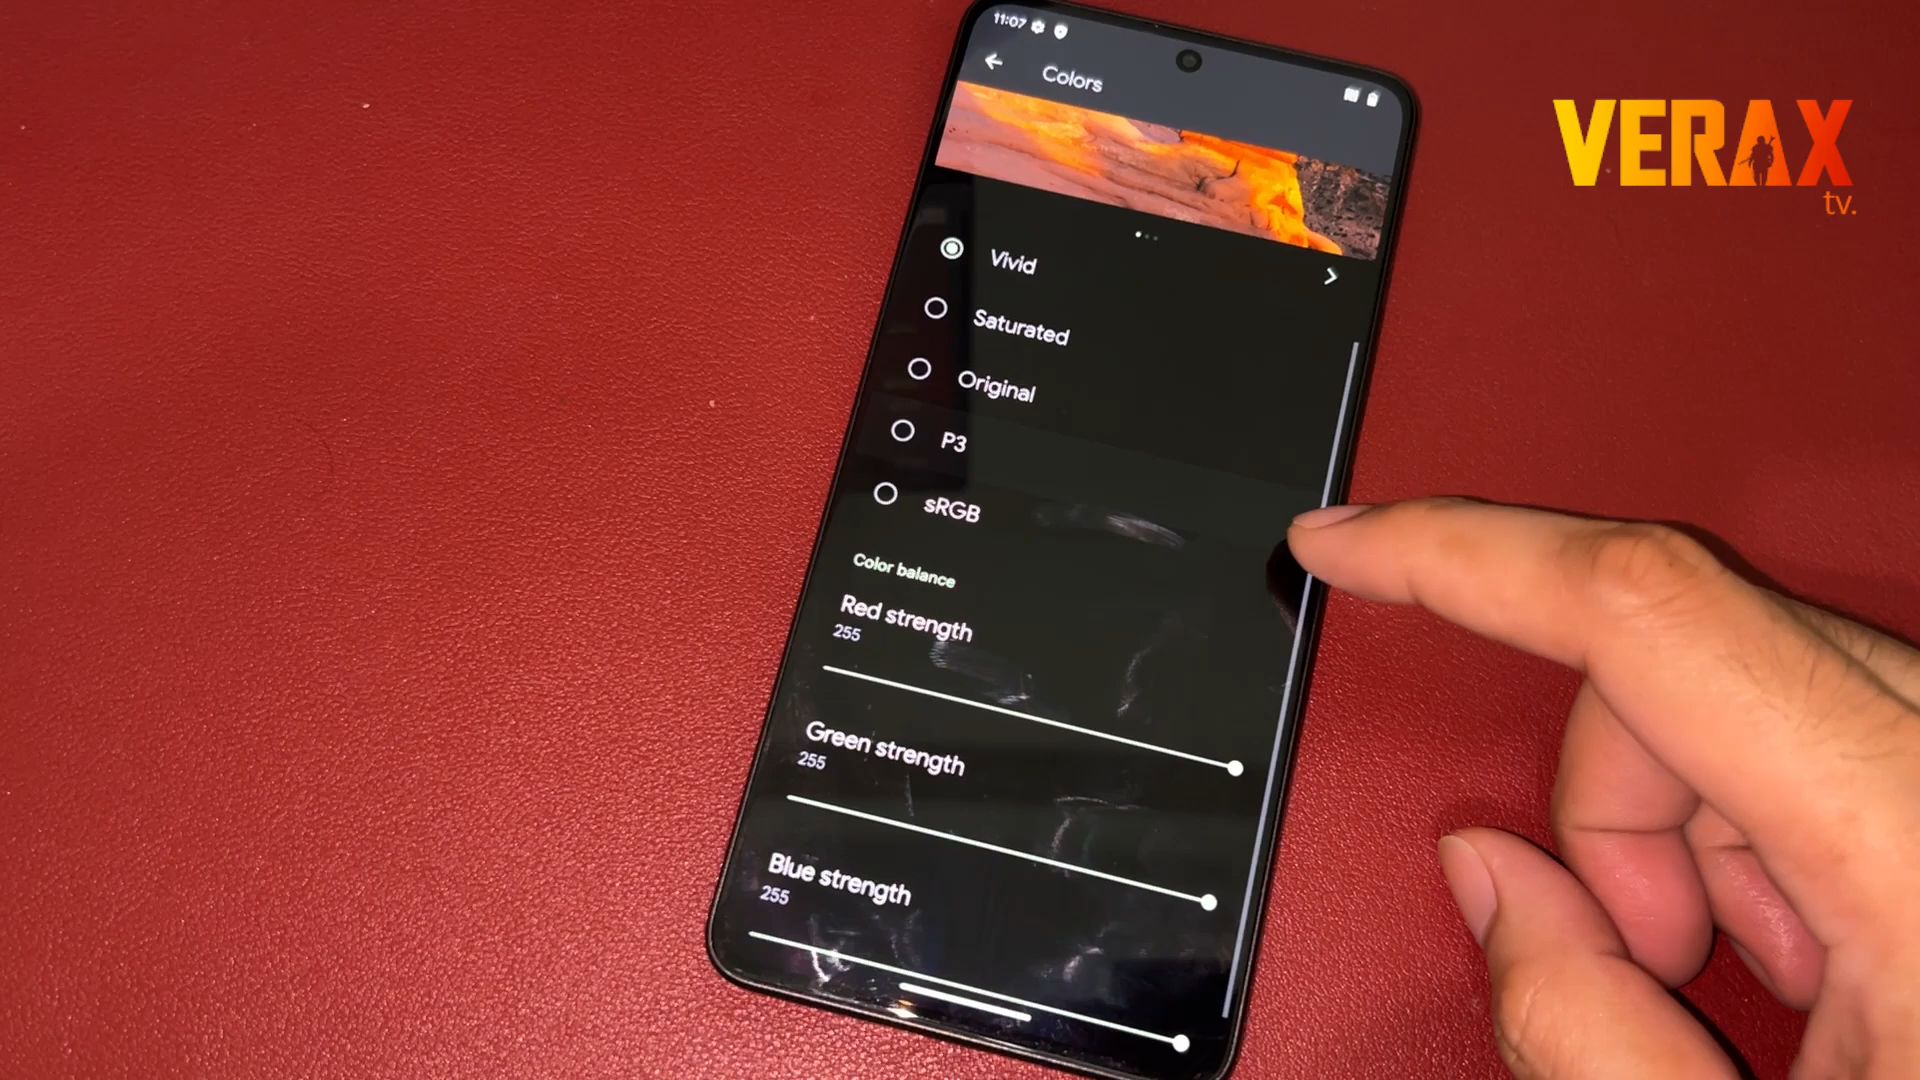 11:07
Colors
VERAX
tv.
Vivid
Saturated
Original
P3
sRGB
Color balance
Red strength
255
Green strength
255
Blue strength
255